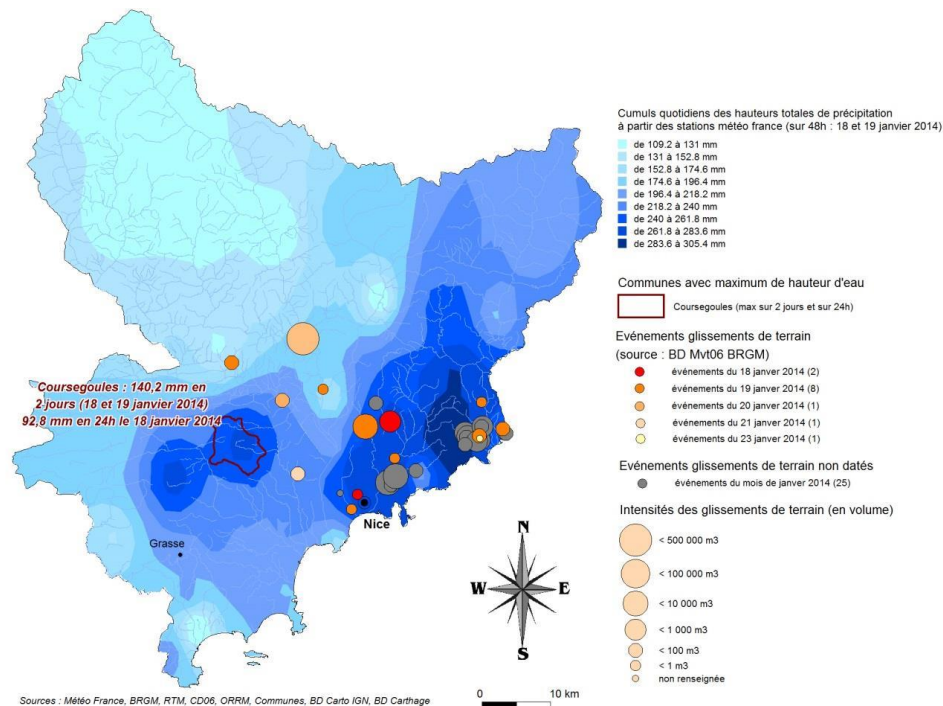 Cumuls quotidiens des hauteurs totales de précipitation
à partir des stations météo france (sur 48h : 18 et 19 janvier 2014)
de 109.2 à 131 mm
de 131 à 152.8 mm
de 152.8 à 174.6 mm
de 174.6 à 196.4 mm
de 196.4 à 218.2 mm
de 218.2 à 240 mm
de 240 à 261.8 mm
de 261.8 à 283.6 mm
de 283.6 à 305.4 mm
Communes avec maximum de hauteur d'eau
Coursegoules (max sur 2 jours et sur 24h)
Evénements glissements de terrain
(source : BD Mvt06 BRGM)
événements du 18 janver 2014 (2)
événements du 19 janver 2014 (8)
événements du 20 janver 2014 (1)
événements du 21 janver 2014 (1)
événements du 23 janver 2014 (1)
Evénements glissements de terrain non datés
événements du mois de janver 2014 (25)
Intensités des glissements de terrain (en volume)
< 500 000 m3
< 100 000 m3
< 10 000 m3
< 1 000 m3
< 100 m3
< 1 m3
non renseignée
Coursegoules : 140,2 mm en
2 jours (18 et 19 janvier 2014)
92,8 mm en 24h le 18 janvier 2014
Nice
Grasse
N
W E
S
0 10 km
Sources : Météo France, BRGM, RTM, CD06, ORRM, Communes, BD Carto IGN, BD Carthage